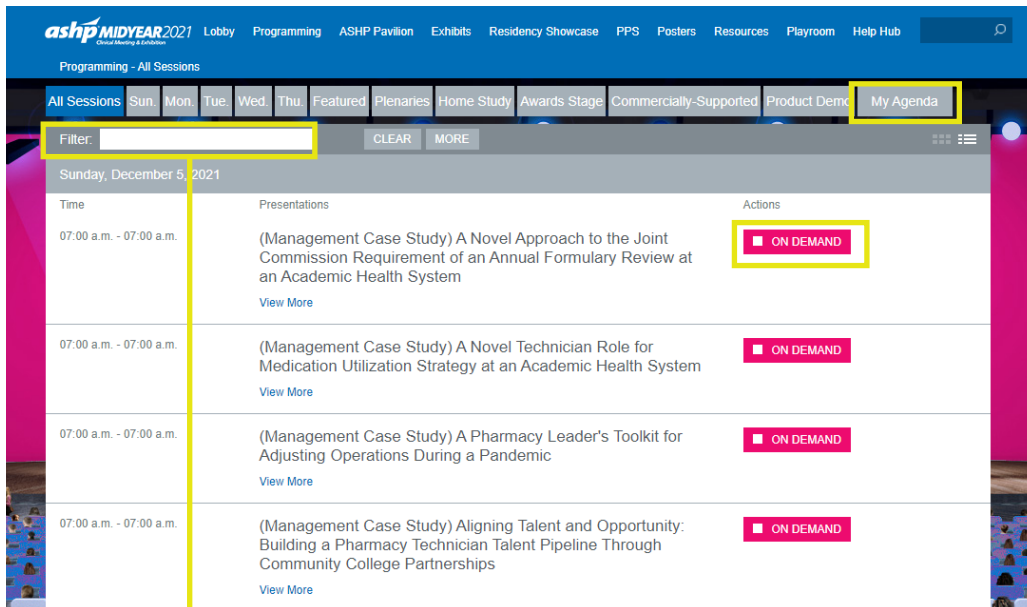 ashp MIDYEAR 2021 Lobby Programming ASHP Pavilion Exhibits Residency Showcase PPS Posters Resources Playroom Help Hub
Clinical Meeting & Exhibition
Programming - All Sessions
All Sessions Sun. Mon. Tue. Wed. Thu. Featured Plenaries Home Study Awards Stage Commercially-Supported Product Demo My Agenda
Filter: CLEAR MORE
Sunday, December 5, 2021
Time Presentations Actions
07:00 a.m. - 07:00 a.m. (Management Case Study) A Novel Approach to the Joint ON DEMAND
Commission Requirement of an Annual Formulary Review at
an Academic Health System
View More
07:00 a.m. - 07:00 a.m. (Management Case Study) A Novel Technician Role for ON DEMAND
Medication Utilization Strategy at an Academic Health System
View More
07:00 a.m. - 07:00 a.m. (Management Case Study) A Pharmacy Leader's Toolkit for ON DEMAND
Adjusting Operations During a Pandemic
View More
07:00 a.m. - 07:00 a.m. (Management Case Study) Aligning Talent and Opportunity: ON DEMAND
Building a Pharmacy Technician Talent Pipeline Through
Community College Partnerships
View More